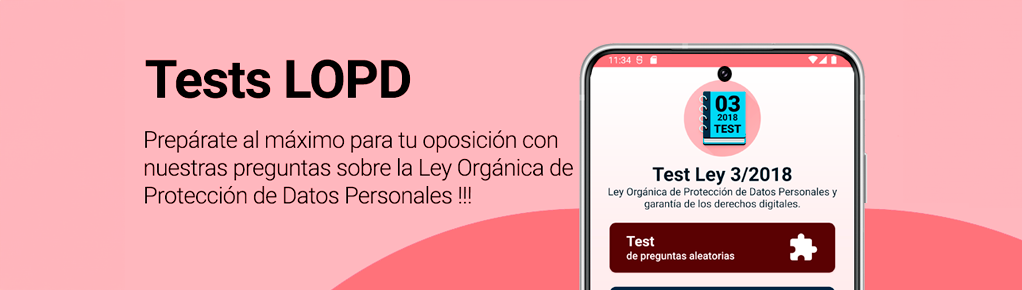 Tests LOPD
Prepárate al máximo para tu oposición con
nuestras preguntas sobre la Ley Orgánica de
Protección de Datos Personales !!!
11:34
03
2018
TEST
Test Ley 3/2018
Ley Orgánica de Protección de Datos Personales y
garantía de los derechos digitales.
Test
de preguntas aleatorias